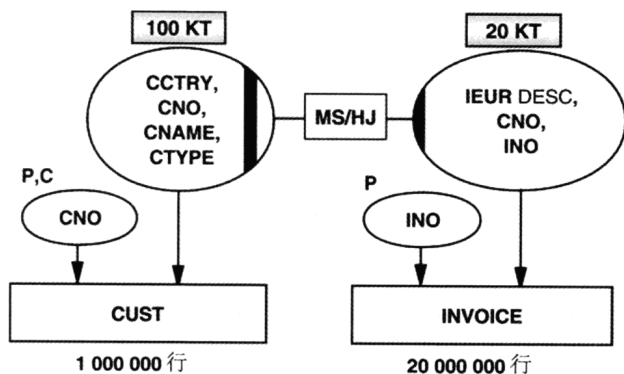 100 KT
20 KT
CCTRY,
CNO,
CNAME,
CTYPE
MS/HJ
IEUR DESC,
CNO,
INO
P,C
CNO
P
INO
CUST
INVOICE
1 000 000 行
20 000 000 行